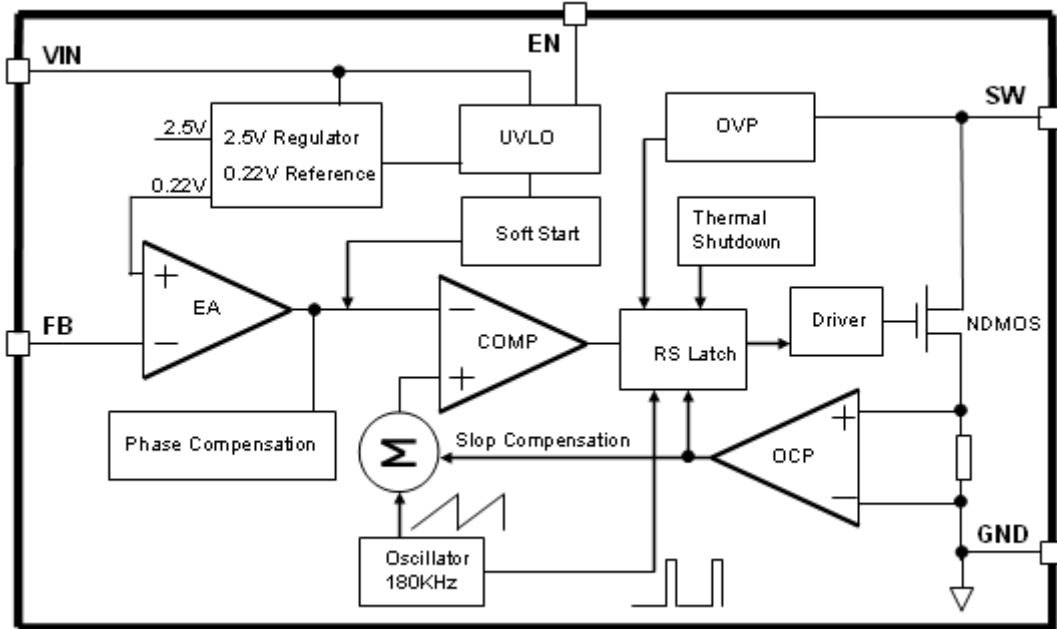 EN
VIN
SW
2.5V
2.5V Regulator
0.22V Reference
0.22V
UVLO
OVP
Soft Start
Thermal
Shutdown
+
EA
−
FB
−
COMP
+
RS Latch
Driver
NDMOS
Phase Compensation
Σ
Slop Compensation
+
OCP
−
Oscillator
180KHz
GND